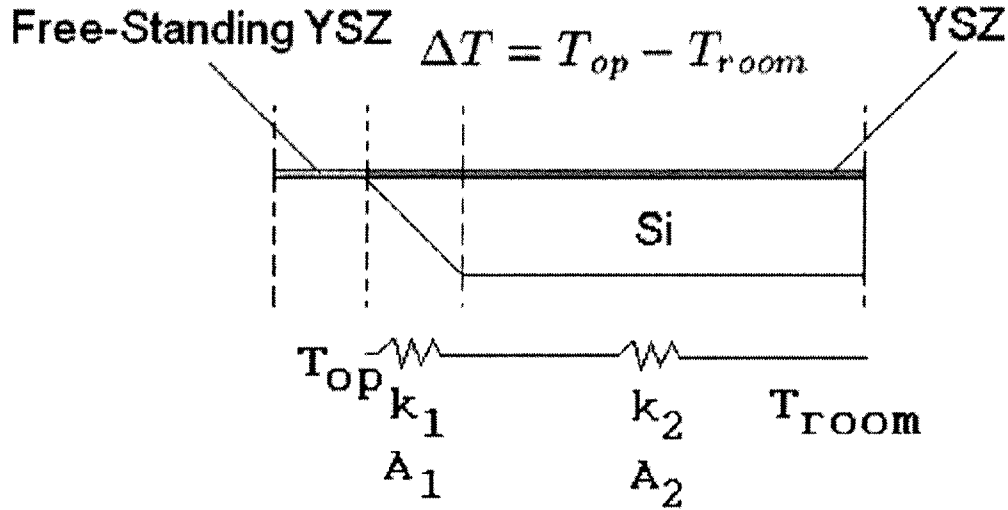 Free-Standing YSZ
ΔT = T_op − T_room
YSZ
Si
T_op
k_1
A_1
k_2
A_2
T_room